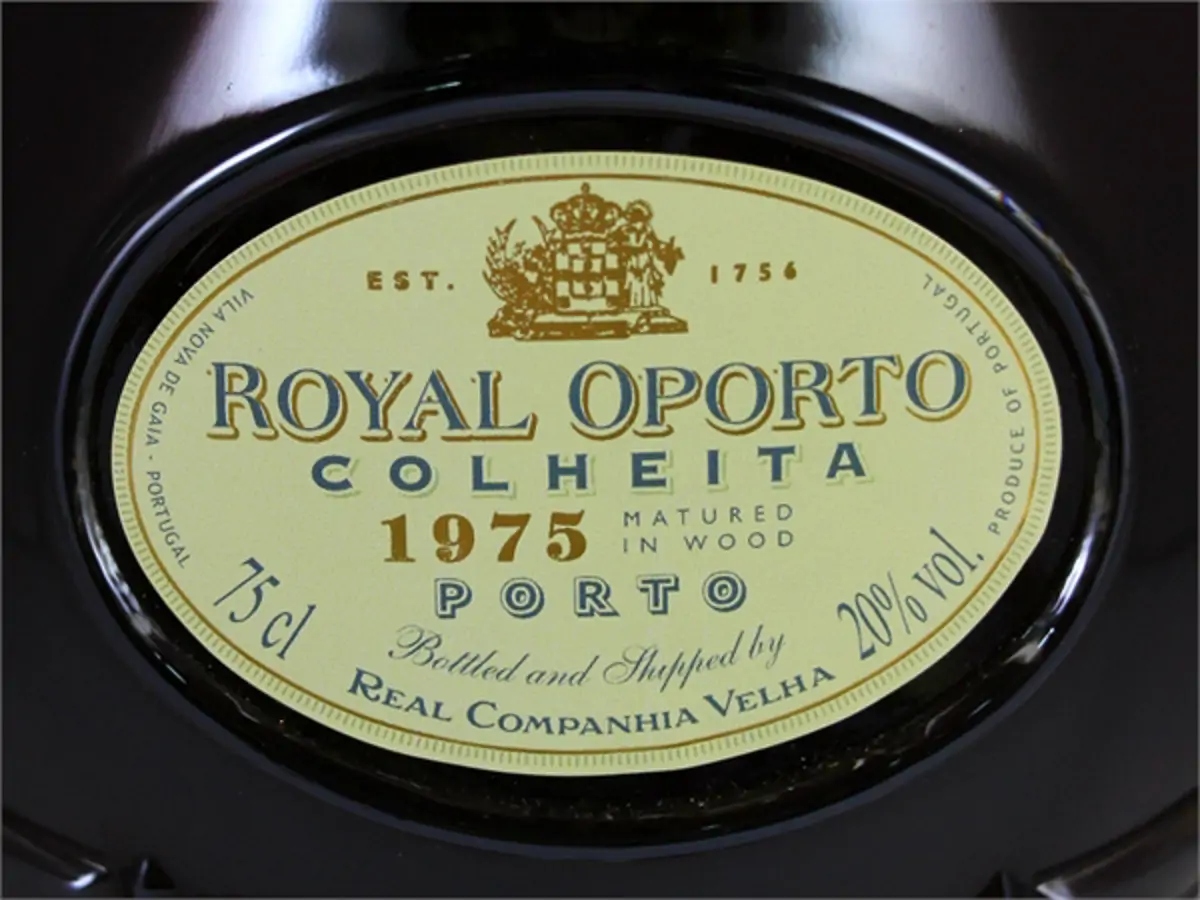 EST. 1756
ROYAL OPORTO
COLHEITA
1975 MATURED
IN WOOD
PORTO
75 cl
20% vol.
Bottled and Shipped by
REAL COMPANHIA VELHA
VILA NOVA DE GAIA - PORTUGAL
PRODUCE OF PORTUGAL